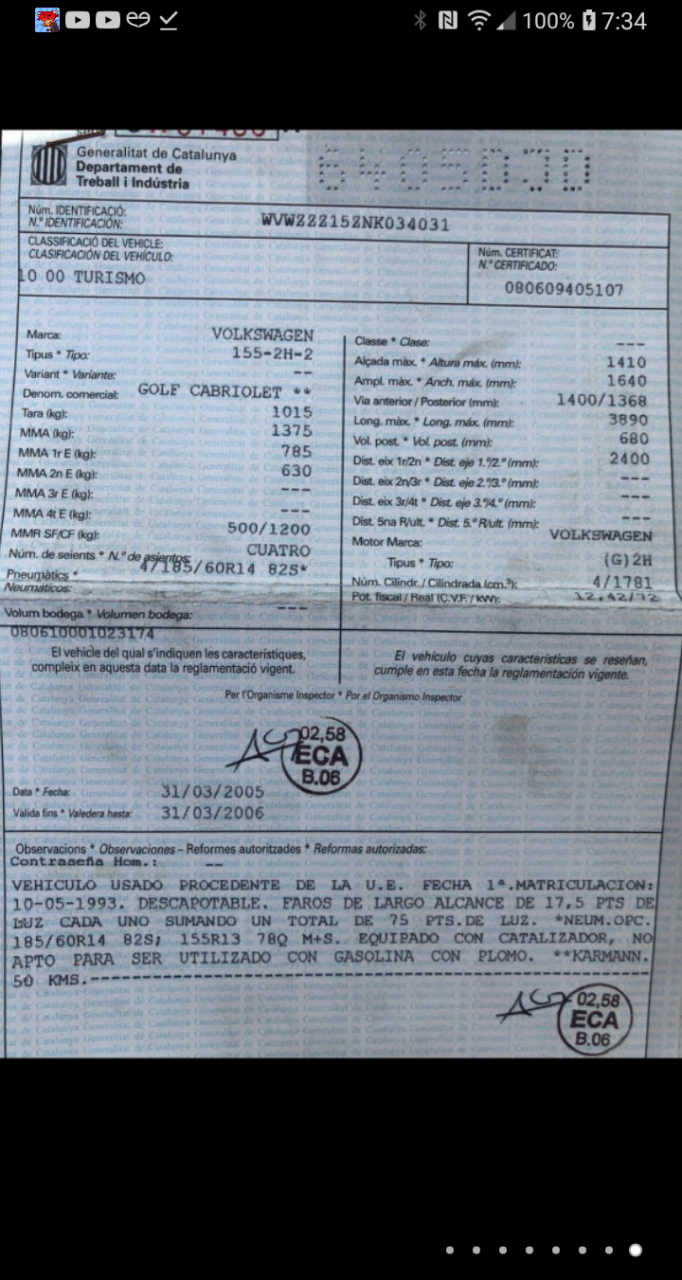 100% 7:34
Generalitat de Catalunya
Departament de
Treball i Indústria
Núm. IDENTIFICACIÓ:
N.º IDENTIFICACIÓN:
WVWZZZ15ZNK034031
CLASSIFICACIÓ DEL VEHICLE:
CLASIFICACIÓN DEL VEHÍCULO:
10 00 TURISMO
Núm. CERTIFICAT:
N.º CERTIFICADO:
080609405107
Marca: VOLKSWAGEN
Tipus * Tipo: 155-2H-2
Variant * Variante: --
Denom. comercial: GOLF CABRIOLET **
Tara (kg): 1015
MMA (kg): 1375
MMA 1r E (kg): 785
MMA 2n E (kg): 630
MMA 3r E (kg): ---
MMA 4t E (kg): ---
MMR SF/CF (kg): 500/1200
Núm. de seients * N.º de asientos: CUATRO
Pneumàtics * 4/185/60R14 82S*
Neumáticos:
Volum bodega * Volumen bodega: ---
080610001023174
Classe * Clase: ---
Alçada màx. * Altura máx. (mm): 1410
Ampl. màx. * Anch. máx. (mm): 1640
Via anterior / Posterior (mm): 1400/1368
Long. màx. * Long. máx. (mm): 3890
Vol. post. * Vol. post. (mm): 680
Dist. eix 1r/2n * Dist. eje 1.º/2.º (mm): 2400
Dist. eix 2n/3r * Dist. eje 2.º/3.º (mm): ---
Dist. eix 3r/4t * Dist. eje 3.º/4.º (mm): ---
Dist. 5na R/ult. * Dist. 5.º R/ult. (mm): ---
Motor Marca: VOLKSWAGEN
Tipus * Tipo: (G)2H
Núm. Cilindr. / Cilindrada (cm.³): 4/1781
Pot. fiscal / Real (C.V.F. / kW): 12,42/72
El vehicle del qual s'indiquen les característiques,
compleix en aquesta data la reglamentació vigent.
El vehículo cuyas características se reseñan,
cumple en esta fecha la reglamentación vigente.
Per l'Organisme Inspector * Por el Organismo Inspector
02,58
ECA
B.06
Data * Fecha: 31/03/2005
Vàlida fins * Valedera hasta: 31/03/2006
Observacions * Observaciones – Reformes autoritzades * Reformas autorizadas:
Contraseña Hom.: --
VEHICULO USADO PROCEDENTE DE LA U.E. FECHA 1ª.MATRICULACION:
10-05-1993. DESCAPOTABLE. FAROS DE LARGO ALCANCE DE 17,5 PTS DE
LUZ CADA UNO SUMANDO UN TOTAL DE 75 PTS.DE LUZ. *NEUM.OPC.
185/60R14 82S; 155R13 78Q M+S. EQUIPADO CON CATALIZADOR, NO
APTO PARA SER UTILIZADO CON GASOLINA CON PLOMO. **KARMANN.
50 KMS.---
02,58
ECA
B.06